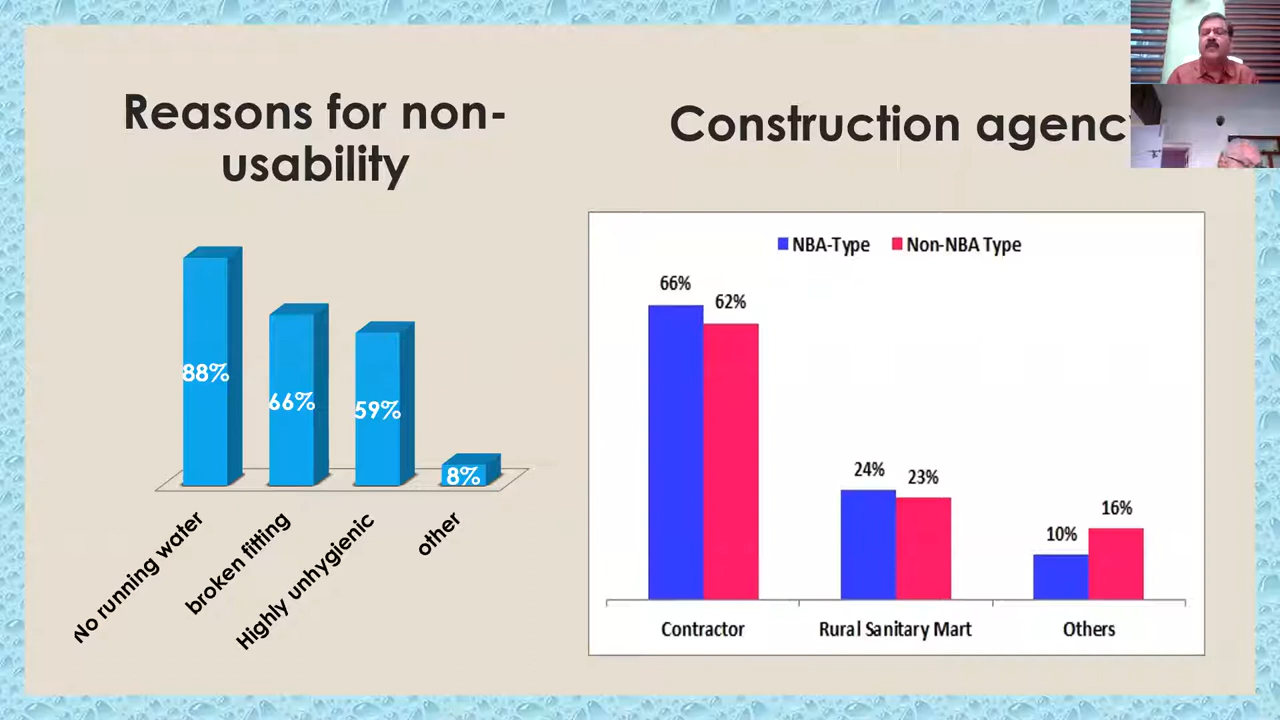 Reasons for non-
usability
88%
66%
59%
8%
No running water
broken fitting
Highly unhygienic
other
Construction agenc
NBA-Type
Non-NBA Type
66%
62%
24%
23%
10%
16%
Contractor
Rural Sanitary Mart
Others